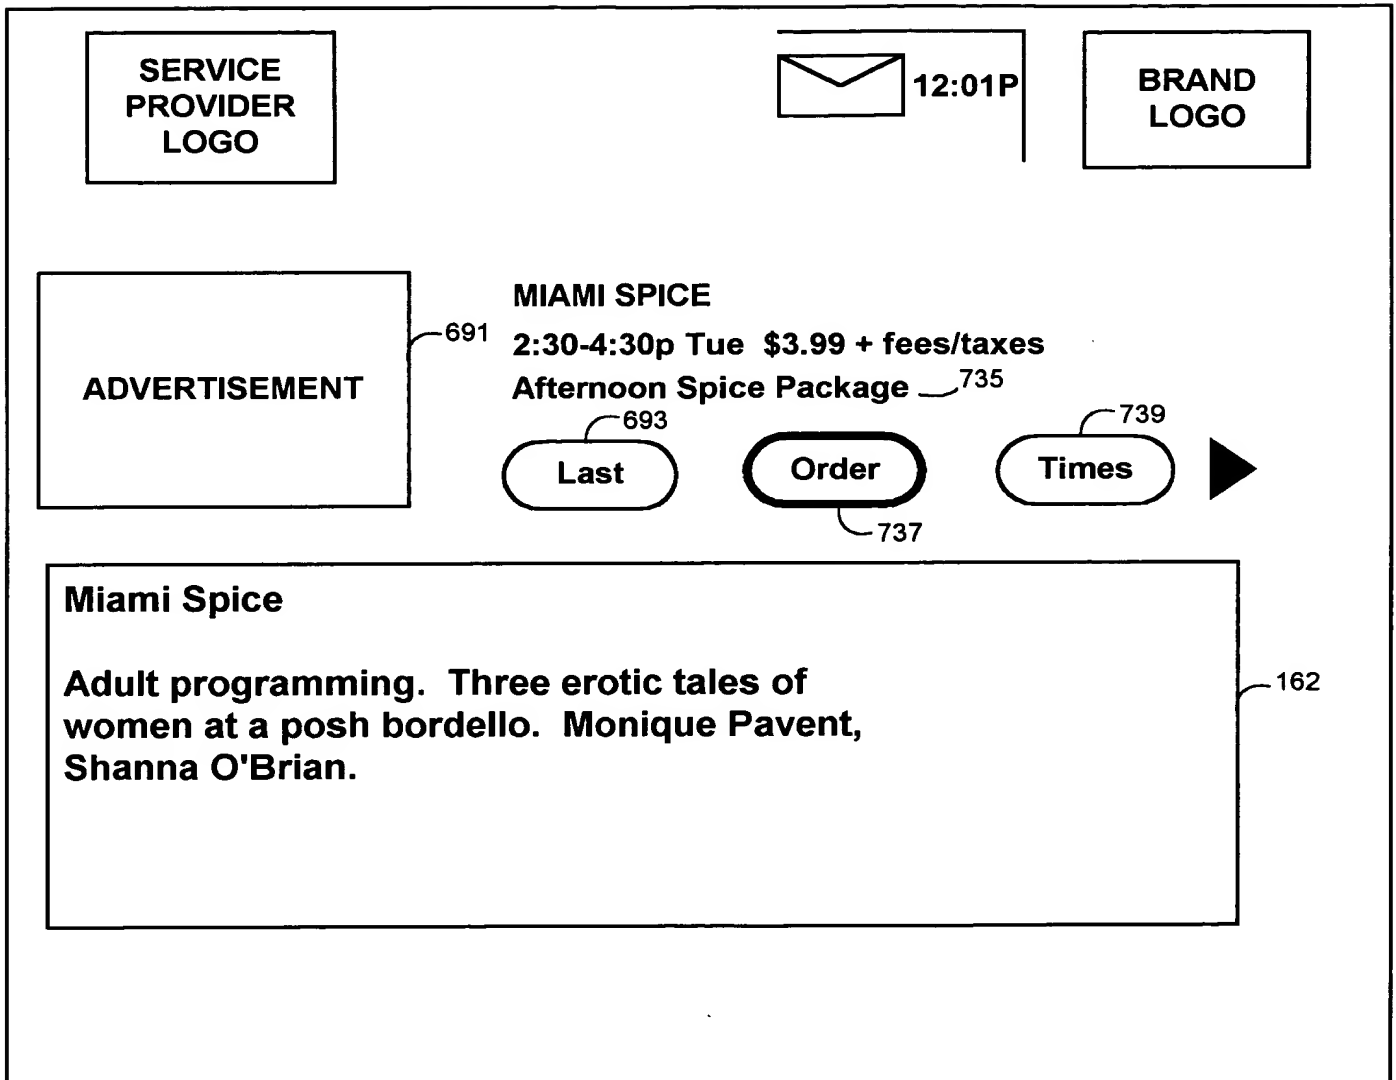 SERVICE
PROVIDER
LOGO
12:01P
BRAND
LOGO
ADVERTISEMENT
691
MIAMI SPICE
2:30-4:30p Tue $3.99 + fees/taxes
Afternoon Spice Package
735
693
739
Last
Order
Times
737
Miami Spice
Adult programming. Three erotic tales of
women at a posh bordello. Monique Pavent,
Shanna O'Brian.
162